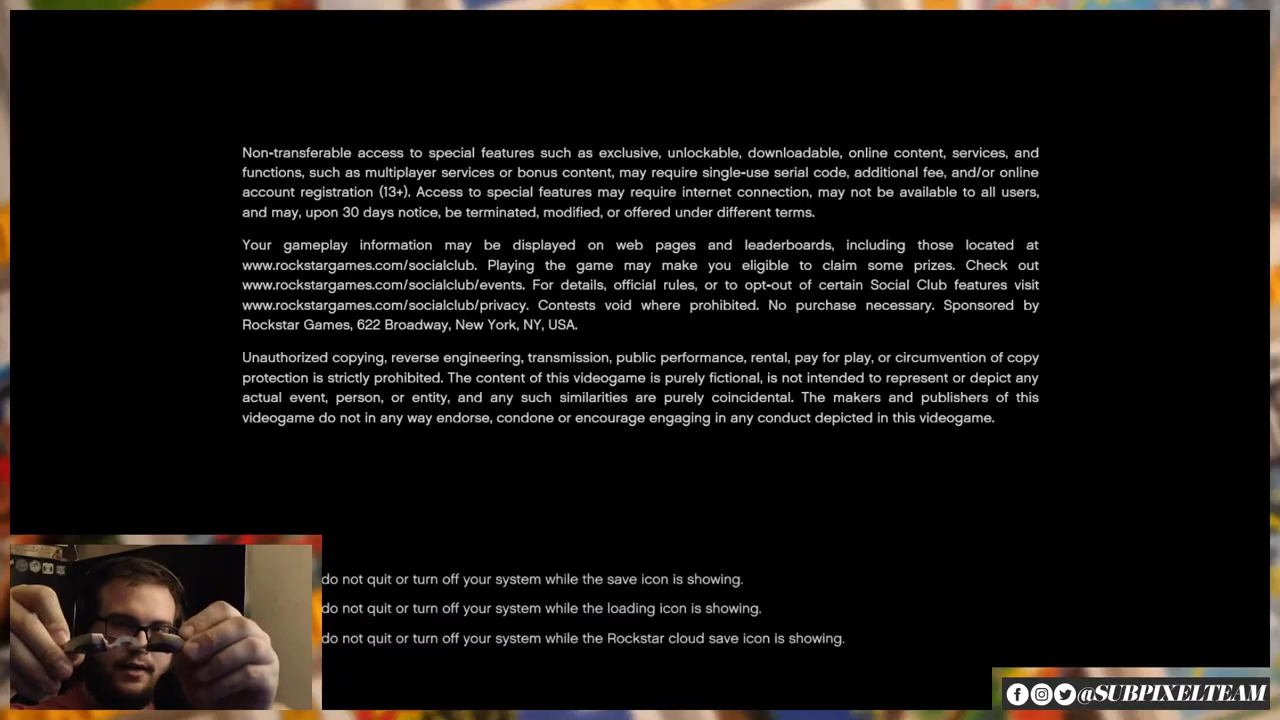 Non-transferable access to special features such as exclusive, unlockable, downloadable, online content, services, and
functions, such as multiplayer services or bonus content, may require single-use serial code, additional fee, and/or online
account registration (13+). Access to special features may require internet connection, may not be available to all users,
and may, upon 30 days notice, be terminated, modified, or offered under different terms.
Your gameplay information may be displayed on web pages and leaderboards, including those located at
www.rockstargames.com/socialclub. Playing the game may make you eligible to claim some prizes. Check out
www.rockstargames.com/socialclub/events. For details, official rules, or to opt-out of certain Social Club features visit
www.rockstargames.com/socialclub/privacy. Contests void where prohibited. No purchase necessary. Sponsored by
Rockstar Games, 622 Broadway, New York, NY, USA.
Unauthorized copying, reverse engineering, transmission, public performance, rental, pay for play, or circumvention of copy
protection is strictly prohibited. The content of this videogame is purely fictional, is not intended to represent or depict any
actual event, person, or entity, and any such similarities are purely coincidental. The makers and publishers of this
videogame do not in any way endorse, condone or encourage engaging in any conduct depicted in this videogame.
do not quit or turn off your system while the save icon is showing.
do not quit or turn off your system while the loading icon is showing.
do not quit or turn off your system while the Rockstar cloud save icon is showing.
@SUBPIXELTEAM